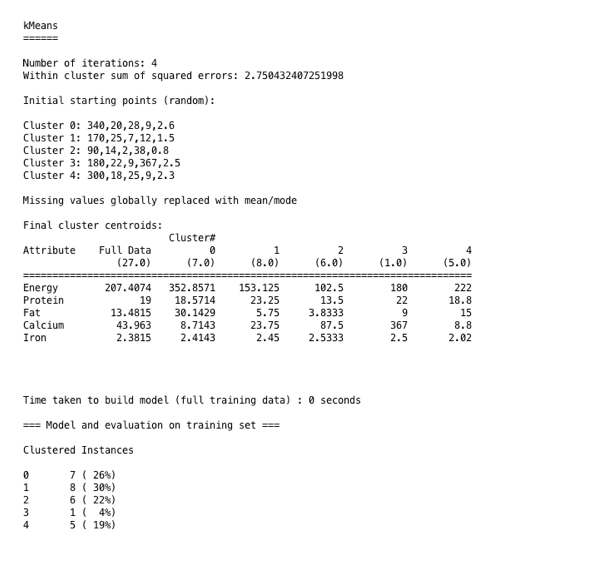 kMeans
======
Number of iterations: 4
Within cluster sum of squared errors: 2.750432407251998
Initial starting points (random):
Cluster 0: 340,20,28,9,2.6
Cluster 1: 170,25,7,12,1.5
Cluster 2: 90,14,2,38,0.8
Cluster 3: 180,22,9,367,2.5
Cluster 4: 300,18,25,9,2.3
Missing values globally replaced with mean/mode
Final cluster centroids:
Cluster#
Attribute    Full Data          0          1          2          3          4
(27.0)      (7.0)      (8.0)      (6.0)      (1.0)      (5.0)
==========================================================================
Energy        207.4074   352.8571    153.125      102.5        180        222
Protein             19    18.5714      23.25       13.5         22       18.8
Fat            13.4815    30.1429       5.75     3.8333          9         15
Calcium         43.963     8.7143      23.75       87.5        367        8.8
Iron            2.3815     2.4143       2.45     2.5333        2.5       2.02
Time taken to build model (full training data) : 0 seconds
=== Model and evaluation on training set ===
Clustered Instances
0       7 ( 26%)
1       8 ( 30%)
2       6 ( 22%)
3       1 (  4%)
4       5 ( 19%)